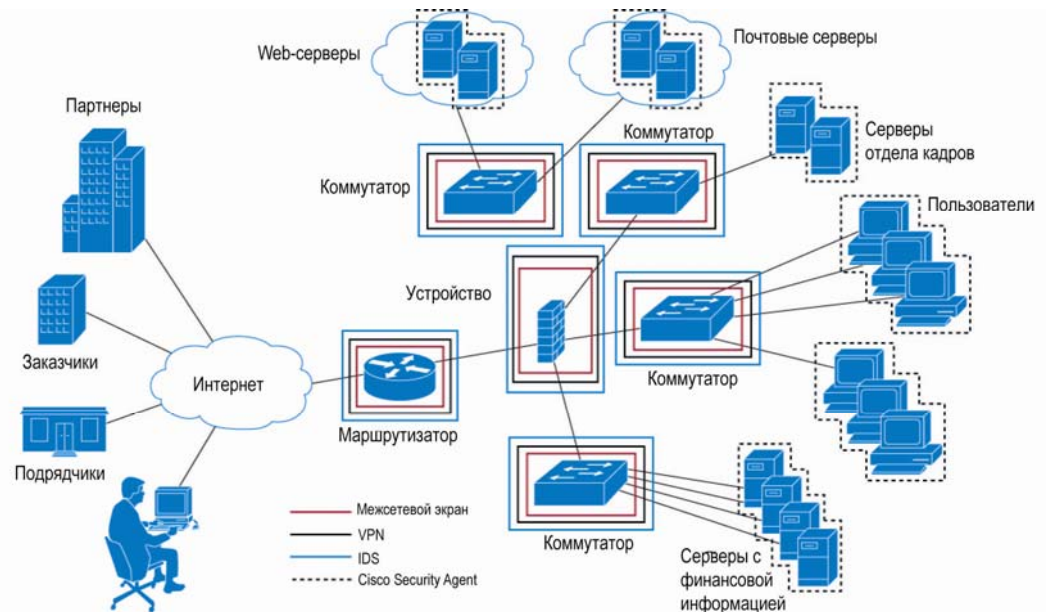 Web-серверы
Почтовые серверы
Партнеры
Коммутатор
Серверы
отдела кадров
Коммутатор
Пользователи
Устройство
Заказчики
Интернет
Коммутатор
Маршрутизатор
Подрядчики
Межсетевой экран
VPN
IDS
Cisco Security Agent
Коммутатор
Серверы с
финансовой
информацией